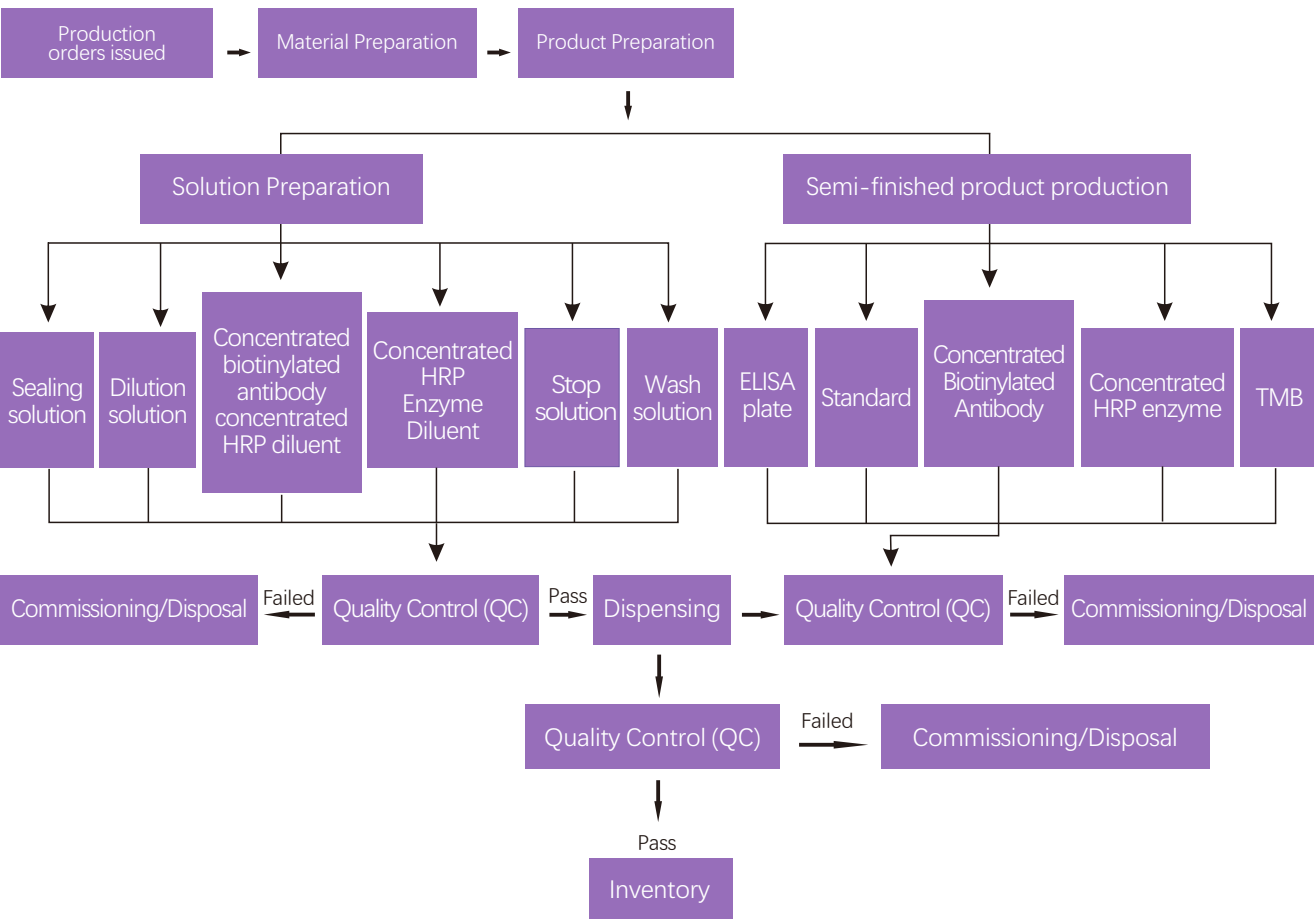 Production
orders issued
Material Preparation
Product Preparation
Solution Preparation
Semi-finished product production
Sealing
solution
Dilution
solution
Concentrated
biotinylated
antibody
concentrated
HRP diluent
Concentrated
HRP
Enzyme
Diluent
Stop
solution
Wash
solution
ELISA
plate
Standard
Concentrated
Biotinylated
Antibody
Concentrated
HRP enzyme
TMB
Commissioning/Disposal
Failed
Quality Control (QC)
Pass
Dispensing
Quality Control (QC)
Failed
Commissioning/Disposal
Quality Control (QC)
Failed
Commissioning/Disposal
Pass
Inventory